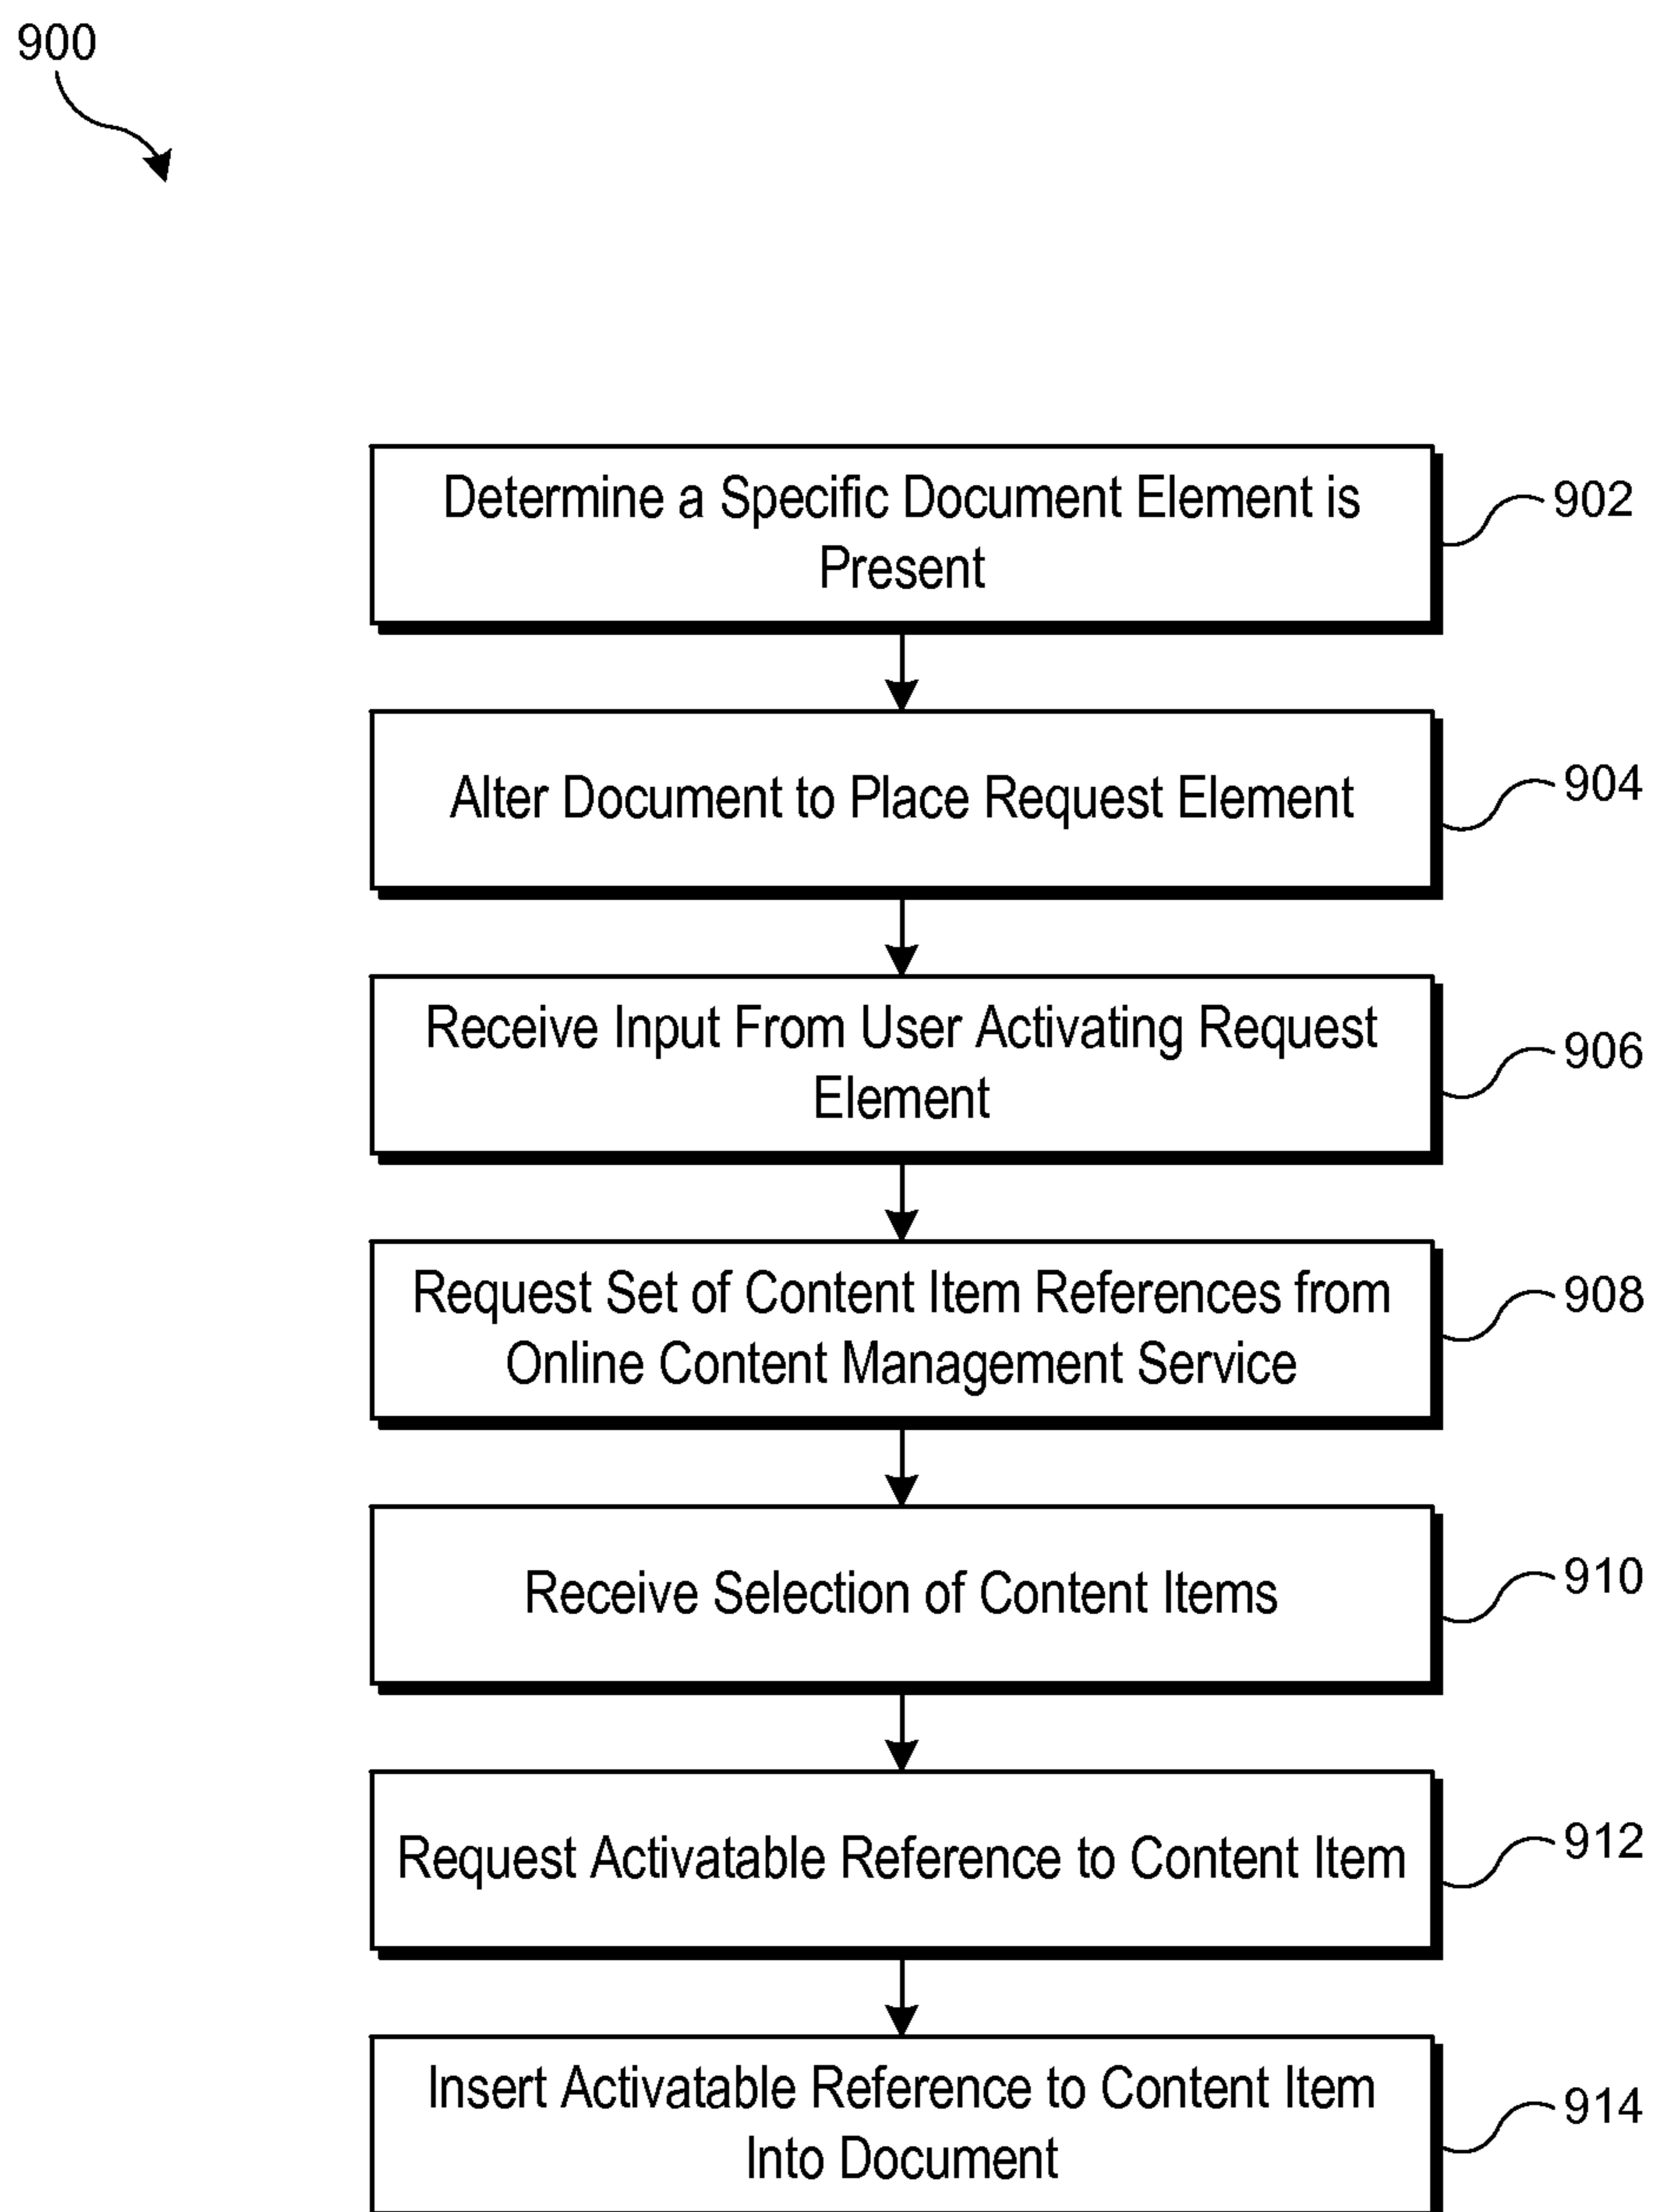 900
Determine a Specific Document Element is
Present
902
Alter Document to Place Request Element
904
Receive Input From User Activating Request
Element
906
Request Set of Content Item References from
Online Content Management Service
908
Receive Selection of Content Items
910
Request Activatable Reference to Content Item
912
Insert Activatable Reference to Content Item
Into Document
914